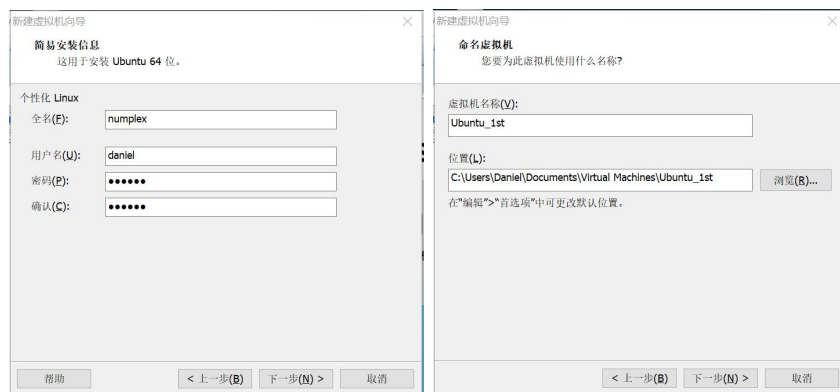 新建虚拟机向导
简易安装信息
这用于安装 Ubuntu 64 位。
个性化 Linux
全名(F):
numplex
用户名(U):
daniel
密码(P):
●●●●●●
确认(C):
●●●●●●
帮助
< 上一步(B)
下一步(N) >
取消
新建虚拟机向导
命名虚拟机
您要为此虚拟机使用什么名称?
虚拟机名称(V):
Ubuntu_1st
位置(L):
C:\Users\Daniel\Documents\Virtual Machines\Ubuntu_1st
浏览(R)...
在“编辑”>“首选项”中可更改默认位置。
< 上一步(B)
下一步(N) >
取消